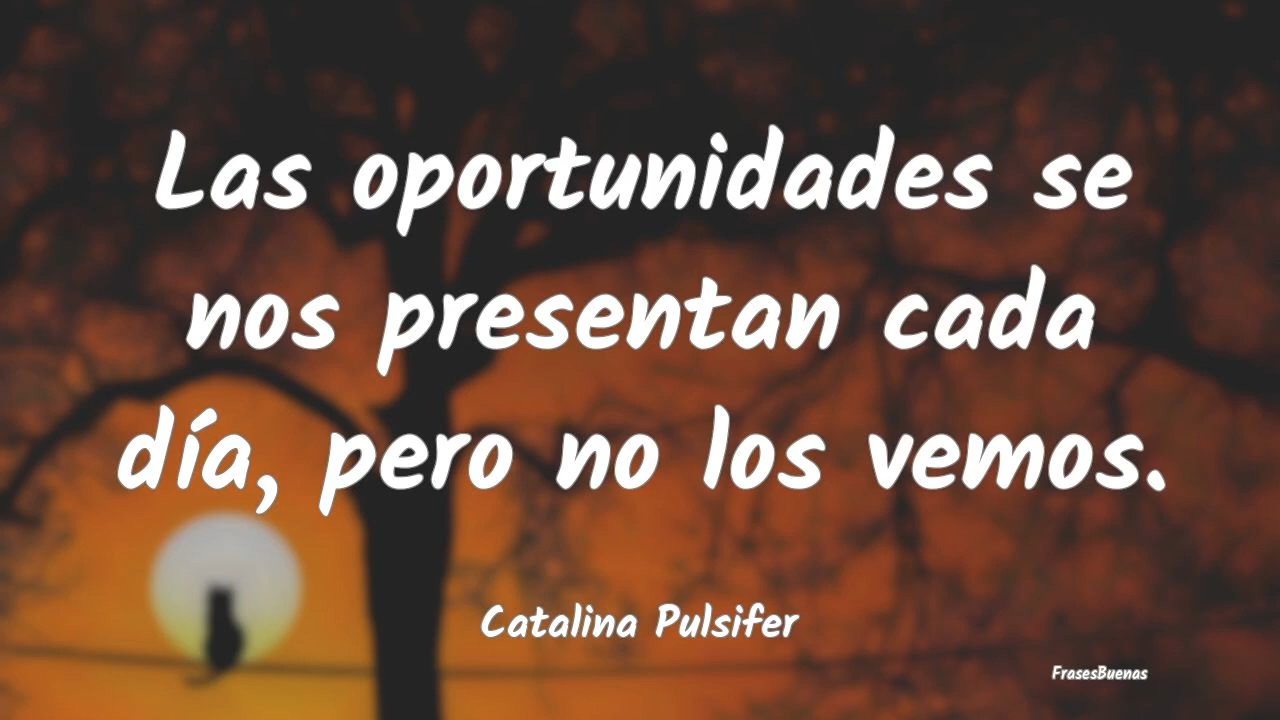 Las oportunidades se
nos presentan cada
día, pero no los vemos.
Catalina Pulsifer
FrasesBuenas